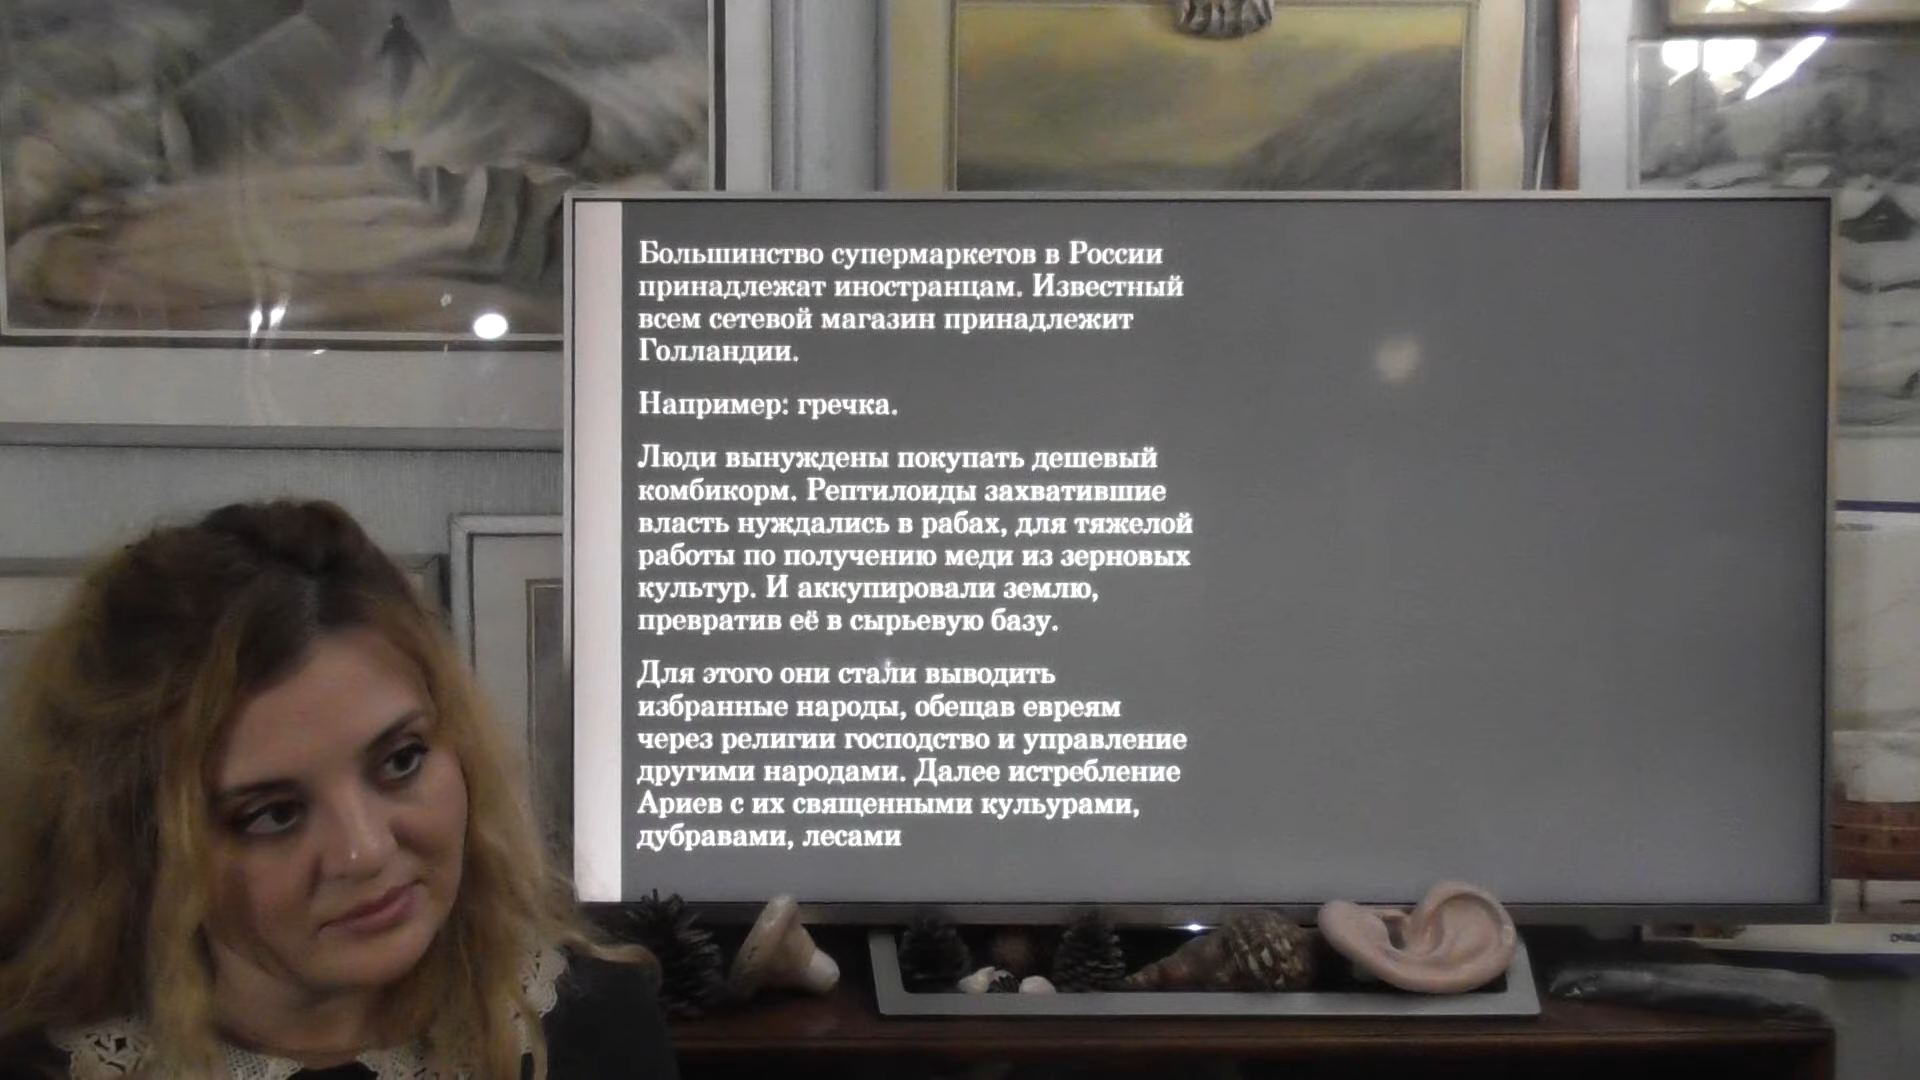 Большинство супермаркетов в России
принадлежат иностранцам. Известный
всем сетевой магазин принадлежит
Голландии.
Например: гречка.
Люди вынуждены покупать дешевый
комбикорм. Рептилоиды захватившие
власть нуждались в рабах, для тяжелой
работы по получению меди из зерновых
культур. И аккупировали землю,
превратив её в сырьевую базу.
Для этого они стали выводить
избранные народы, обещав евреям
через религии господство и управление
другими народами. Далее истребление
Ариев с их священными кульурами,
дубравами, лесами